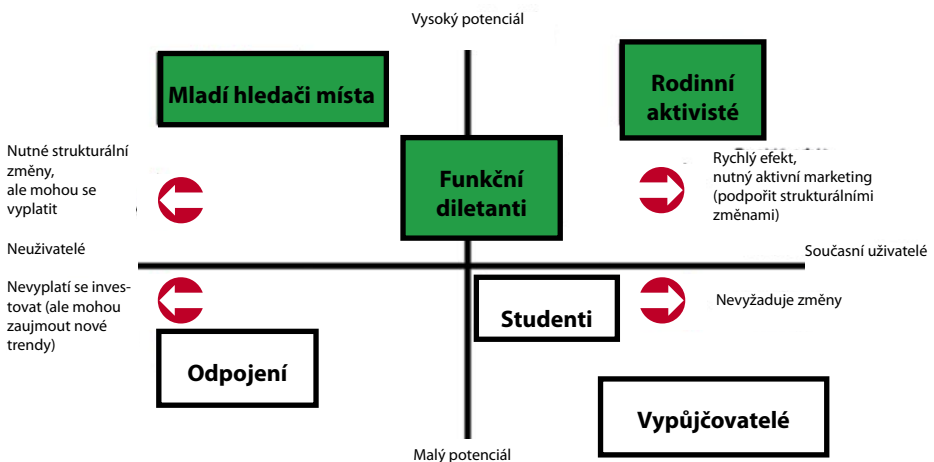 Vysoký potenciál
Mladí hledači místa
Rodinní
aktivisté
Nutné strukturální
změny,
ale mohou se
vyplatit
Funkční
diletanti
Rychlý efekt,
nutný aktivní marketing
(podpořit strukturálními
změnami)
Neuživatelé
Současní uživatelé
Nevyplatí se inves-
tovat (ale mohou
zaujmout nové
trendy)
Studenti
Nevyžaduje změny
Odpojení
Vypůjčovatelé
Malý potenciál